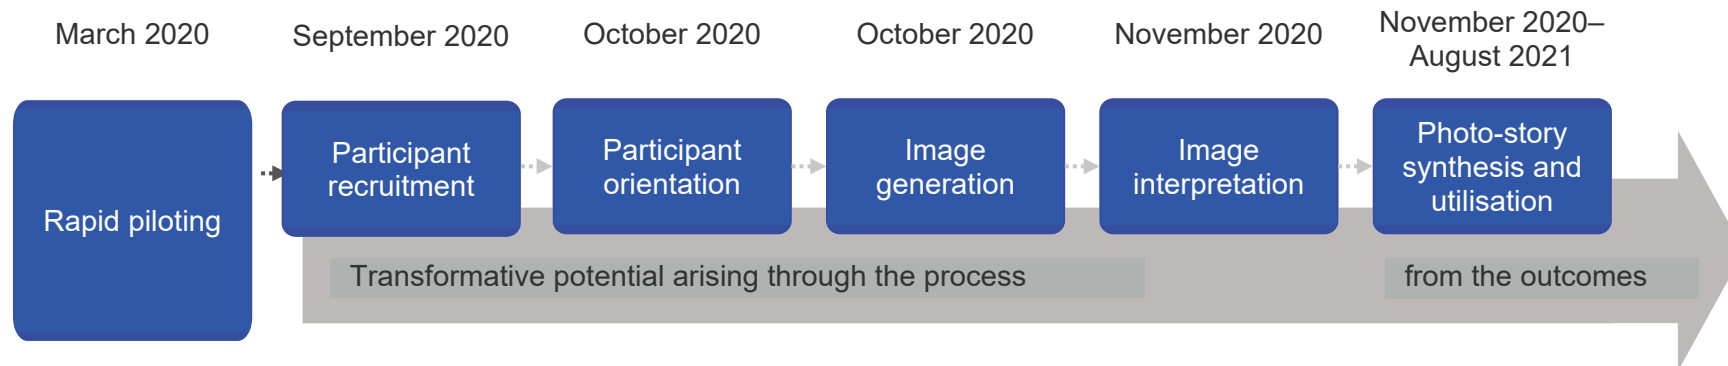 March 2020
September 2020
October 2020
October 2020
November 2020
November 2020–
August 2021
Rapid piloting
Participant
recruitment
Participant
orientation
Image
generation
Image
interpretation
Photo-story
synthesis and
utilisation
Transformative potential arising through the process
from the outcomes